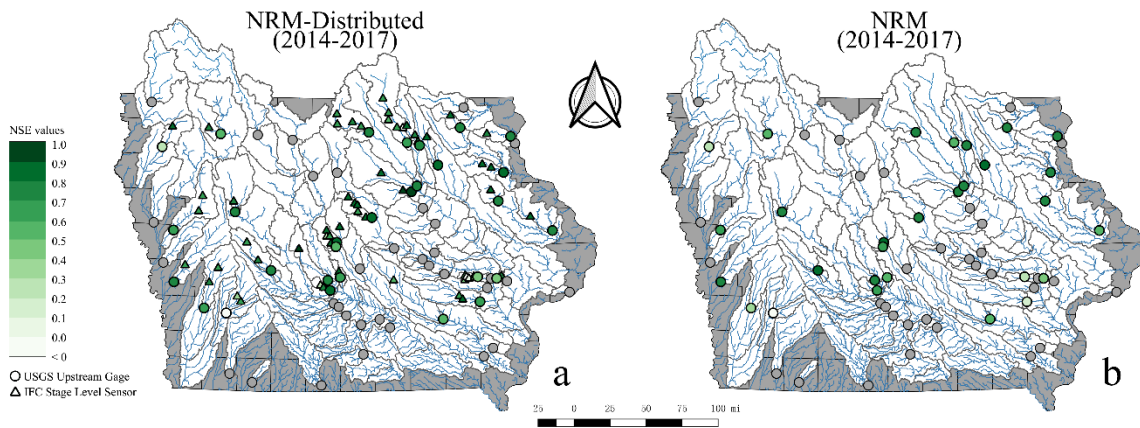 NRM-Distributed
(2014-2017)
NRM
(2014-2017)
NSE values
1.0
0.9
0.8
0.7
0.6
0.5
0.4
0.3
0.2
0.1
0.0
< 0
USGS Upstream Gage
IFC Stage Level Sensor
a
b
25 0 25 50 75 100 mi